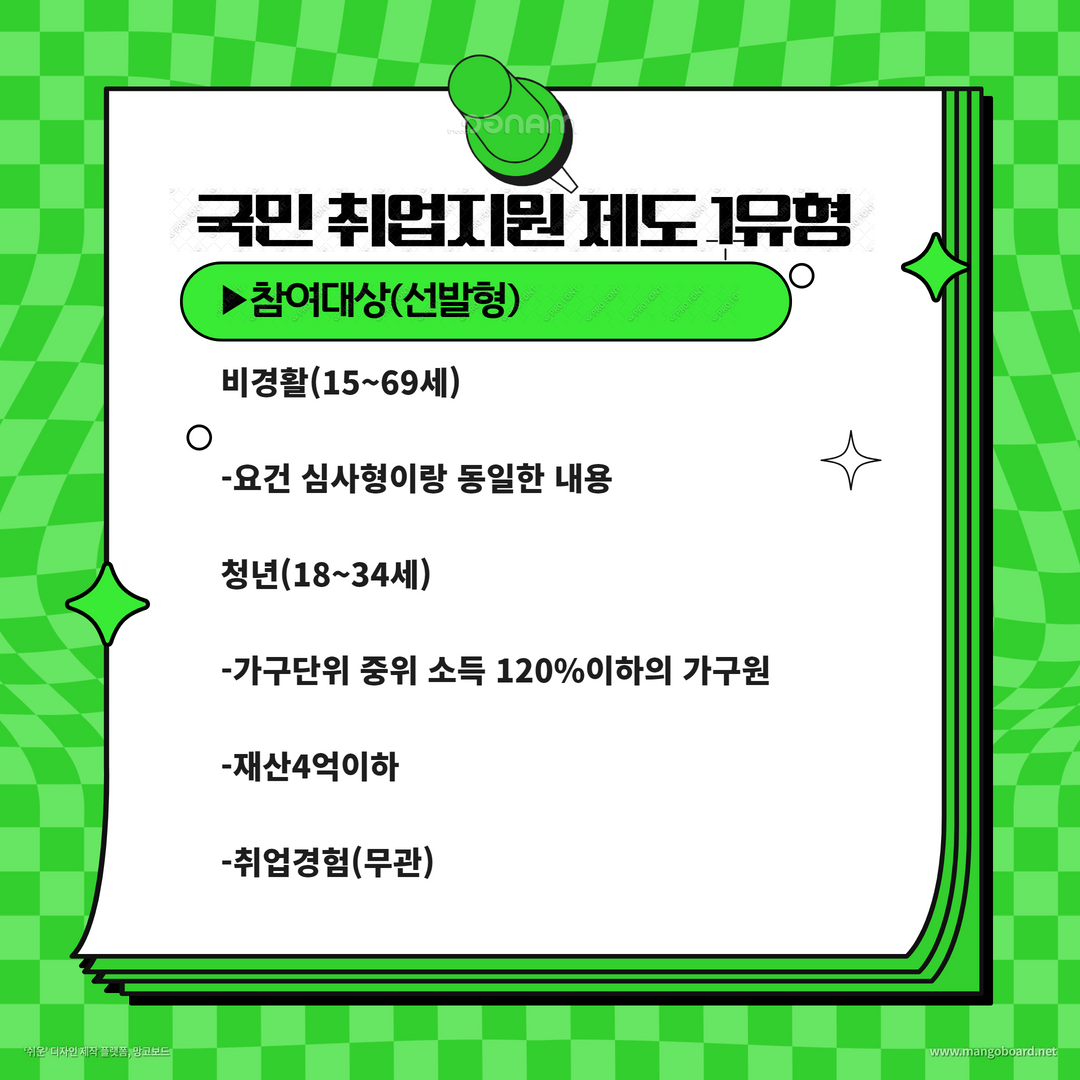 국민 취업지원 제도 1유형
▶참여대상(선발형)
비경활(15~69세)
-요건 심사형이랑 동일한 내용
청년(18~34세)
-가구단위 중위 소득 120%이하의 가구원
-재산4억이하
-취업경험(무관)
'쉬운' 디자인 제작 플랫폼, 망고보드
www.mangoboard.net